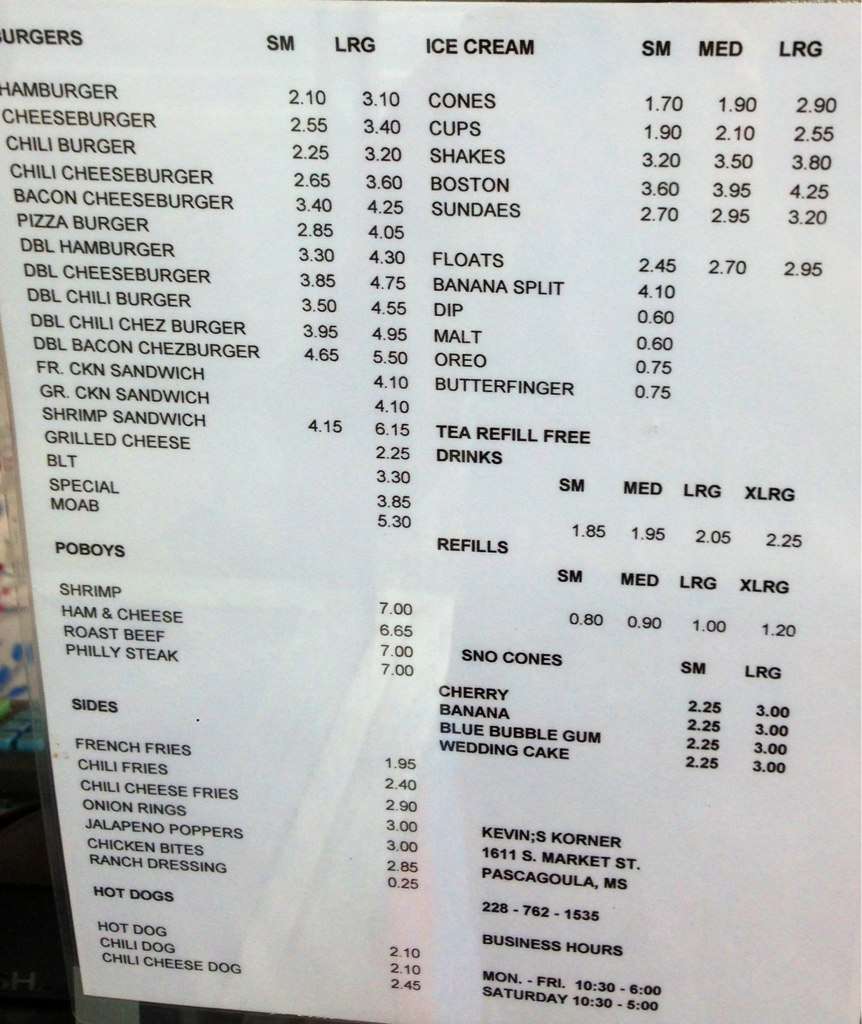 BURGERS SM LRG
HAMBURGER 2.10 3.10
CHEESEBURGER 2.55 3.40
CHILI BURGER 2.25 3.20
CHILI CHEESEBURGER 2.65 3.60
BACON CHEESEBURGER 3.40 4.25
PIZZA BURGER 2.85 4.05
DBL HAMBURGER 3.30 4.30
DBL CHEESEBURGER 3.85 4.75
DBL CHILI BURGER 3.50 4.55
DBL CHILI CHEZ BURGER 3.95 4.95
DBL BACON CHEZBURGER 4.65 5.50
FR. CKN SANDWICH 4.10
GR. CKN SANDWICH 4.10
SHRIMP SANDWICH 4.15 6.15
GRILLED CHEESE 2.25
BLT 3.30
SPECIAL 3.85
MOAB 5.30
POBOYS
SHRIMP 7.00
HAM & CHEESE 6.65
ROAST BEEF 7.00
PHILLY STEAK 7.00
SIDES
FRENCH FRIES 1.95
CHILI FRIES 2.40
CHILI CHEESE FRIES 2.90
ONION RINGS 3.00
JALAPENO POPPERS 3.00
CHICKEN BITES 2.85
RANCH DRESSING 0.25
HOT DOGS
HOT DOG 2.10
CHILI DOG 2.10
CHILI CHEESE DOG 2.45
ICE CREAM SM MED LRG
CONES 1.70 1.90 2.90
CUPS 1.90 2.10 2.55
SHAKES 3.20 3.50 3.80
BOSTON 3.60 3.95 4.25
SUNDAES 2.70 2.95 3.20
FLOATS 2.45 2.70 2.95
BANANA SPLIT 4.10
DIP 0.60
MALT 0.60
OREO 0.75
BUTTERFINGER 0.75
TEA REFILL FREE
DRINKS
SM MED LRG XLRG
1.85 1.95 2.05 2.25
REFILLS
SM MED LRG XLRG
0.80 0.90 1.00 1.20
SNO CONES SM LRG
CHERRY 2.25 3.00
BANANA 2.25 3.00
BLUE BUBBLE GUM 2.25 3.00
WEDDING CAKE 2.25 3.00
KEVIN;S KORNER
1611 S. MARKET ST.
PASCAGOULA, MS
228 - 762 - 1535
BUSINESS HOURS
MON. - FRI. 10:30 - 6:00
SATURDAY 10:30 - 5:00